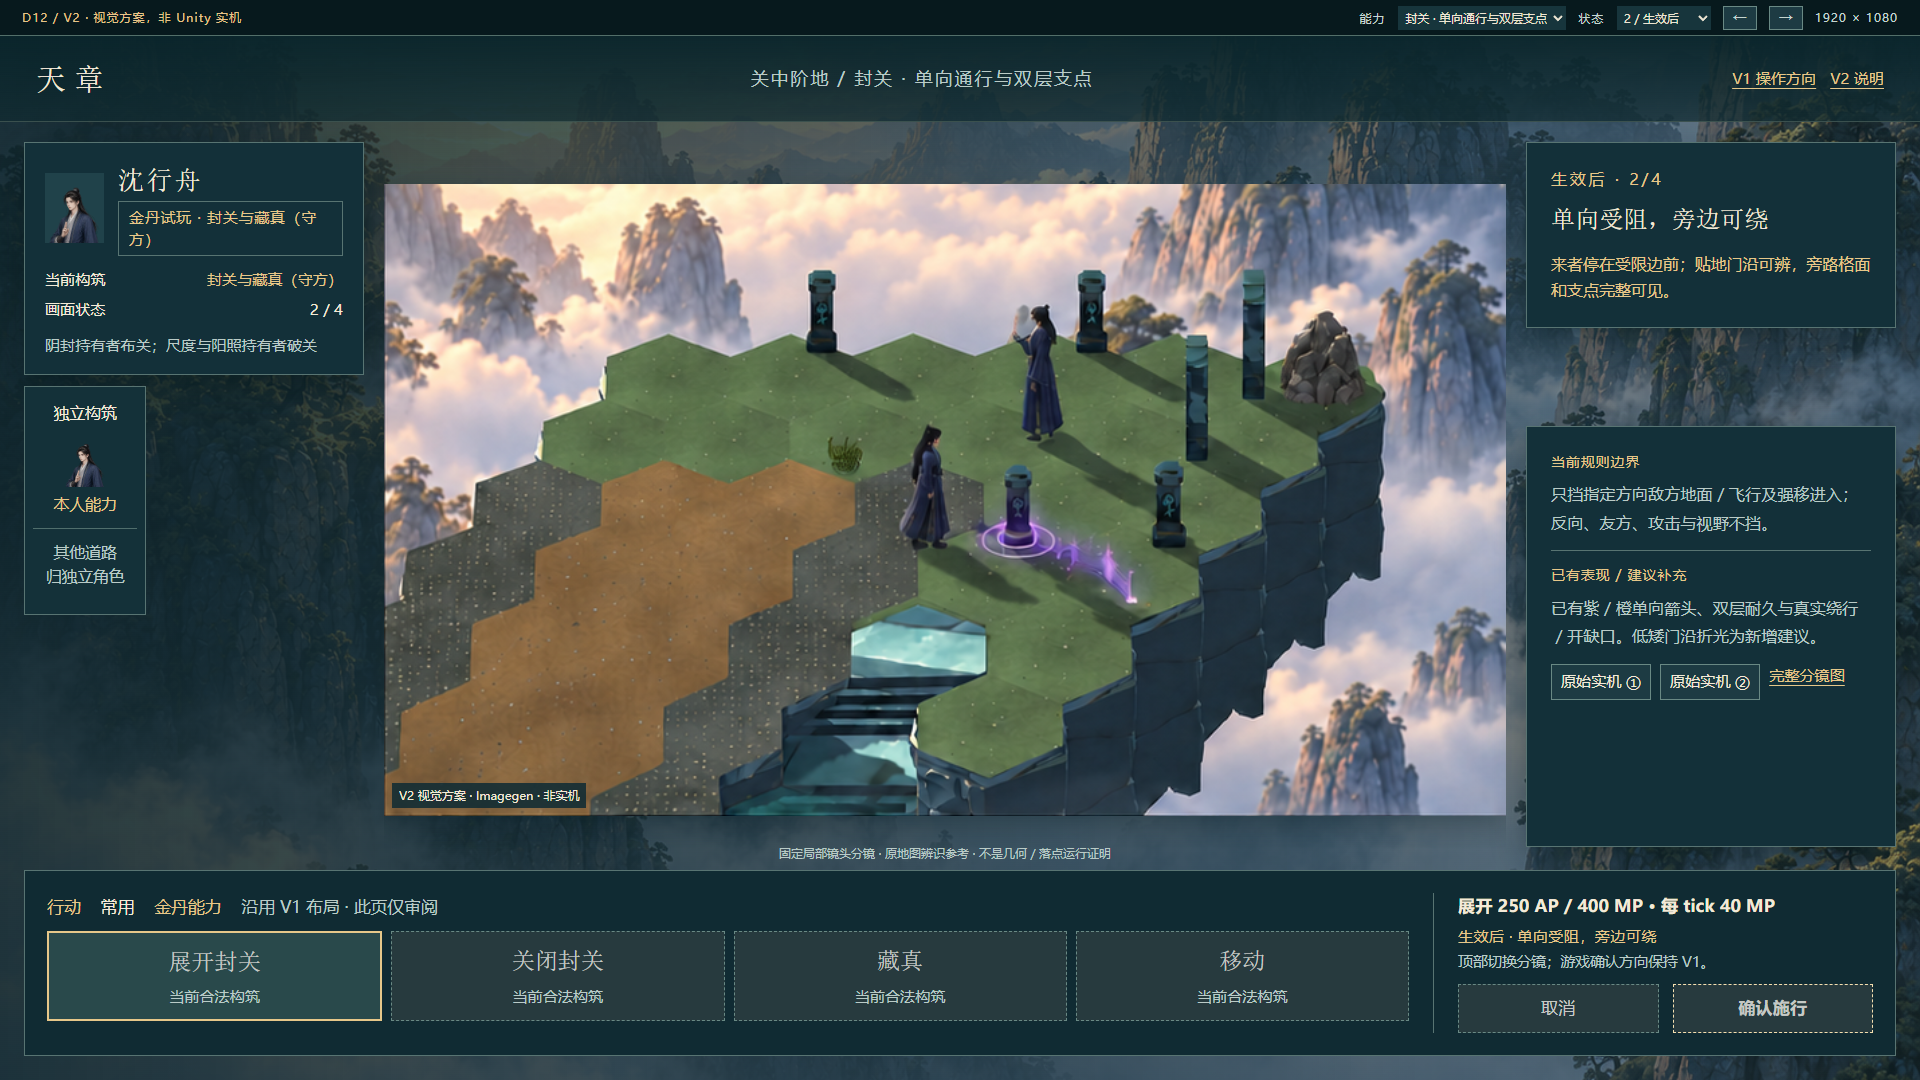 D12 / V2 · 视觉方案，非 Unity 实机
能力 封关 · 单向通行与双层支点 状态 2 / 生效后 ← → 1920 × 1080
天章
关中阶地 / 封关 · 单向通行与双层支点
V1 操作方向 V2 说明
沈行舟
金丹试玩 · 封关与藏真（守
方）
当前构筑 封关与藏真（守方）
画面状态 2 / 4
阴封持有者布关；尺度与阳照持有者破关
独立构筑
本人能力
其他道路
归独立角色
生效后 · 2/4
单向受阻，旁边可绕
来者停在受限边前；贴地门沿可辨，旁路格面
和支点完整可见。
当前规则边界
只挡指定方向敌方地面 / 飞行及强移进入；
反向、友方、攻击与视野不挡。
已有表现 / 建议补充
已有紫 / 橙单向箭头、双层耐久与真实绕行
/ 开缺口。低矮门沿折光为新增建议。
原始实机 ① 原始实机 ② 完整分镜图
V2 视觉方案 · Imagegen · 非实机
固定局部镜头分镜 · 原地图辨识参考 · 不是几何 / 落点运行证明
行动 常用 金丹能力 沿用 V1 布局 · 此页仅审阅
展开封关
当前合法构筑
关闭封关
当前合法构筑
藏真
当前合法构筑
移动
当前合法构筑
展开 250 AP / 400 MP • 每 tick 40 MP
生效后 · 单向受阻，旁边可绕
顶部切换分镜；游戏确认方向保持 V1。
取消 确认施行